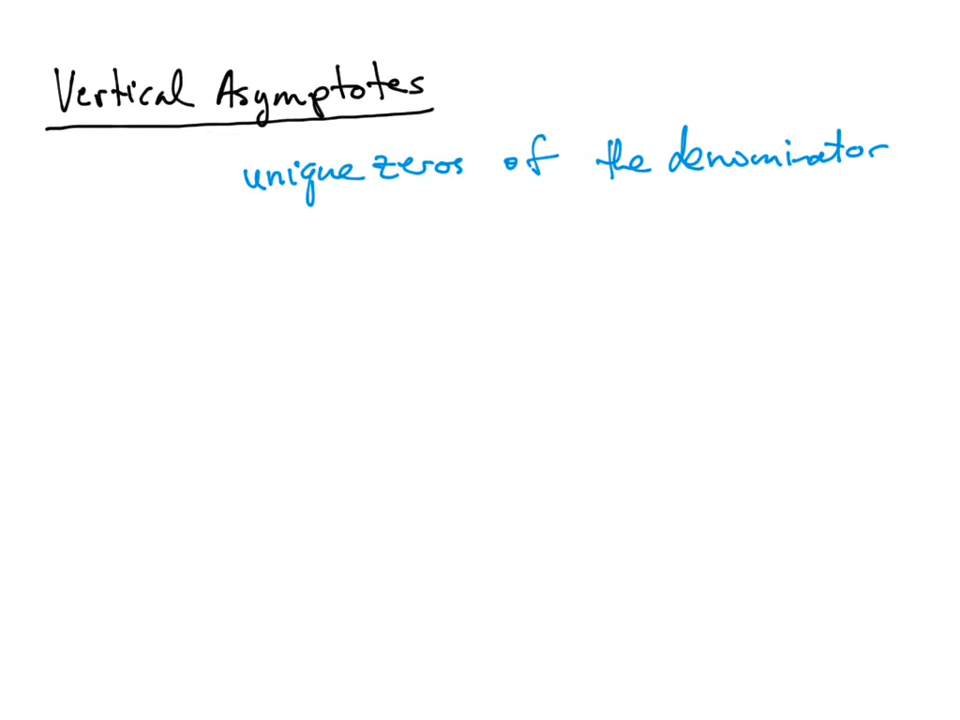 Vertical Asymptotes
unique zeros of the denominator